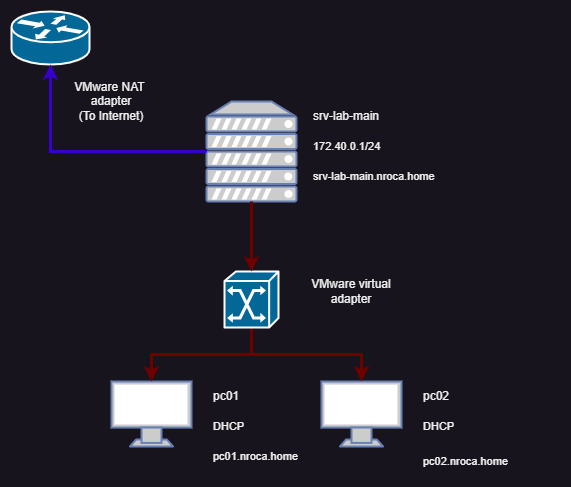 VMware NAT
adapter
(To Internet)
srv-lab-main
172.40.0.1/24
srv-lab-main.nroca.home
VMware virtual
adapter
pc01
DHCP
pc01.nroca.home
pc02
DHCP
pc02.nroca.home